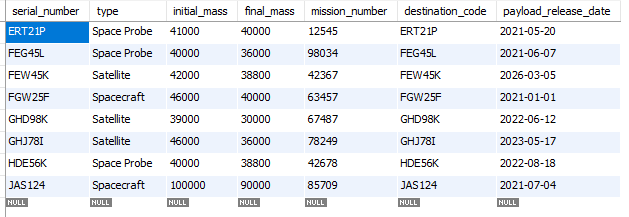 serial_number type initial_mass final_mass mission_number destination_code payload_release_date
ERT21P Space Probe 41000 40000 12545 ERT21P 2021-05-20
FEG45L Space Probe 40000 36000 98034 FEG45L 2021-06-07
FEW45K Satellite 42000 38800 42367 FEW45K 2026-03-05
FGW25F Spacecraft 46000 40000 63457 FGW25F 2021-01-01
GHD98K Satellite 39000 30000 67487 GHD98K 2022-06-12
GHJ78I Satellite 46000 36000 78249 GHJ78I 2023-05-17
HDE56K Space Probe 40000 38800 42678 HDE56K 2022-08-18
JAS124 Spacecraft 100000 90000 85709 JAS124 2021-07-04
NULL NULL NULL NULL NULL NULL NULL